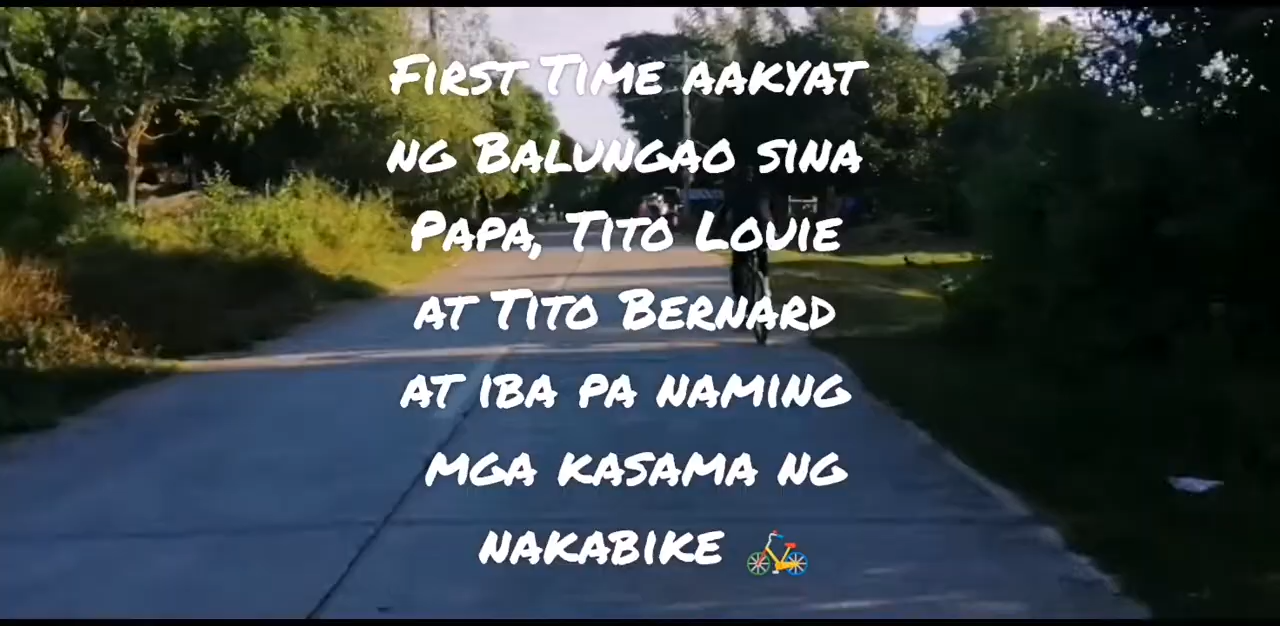 First Time aakyat
ng Balungao sina
Papa, Tito Louie
at Tito Bernard
at iba pa naming
mga kasama ng
nakabike 🚲